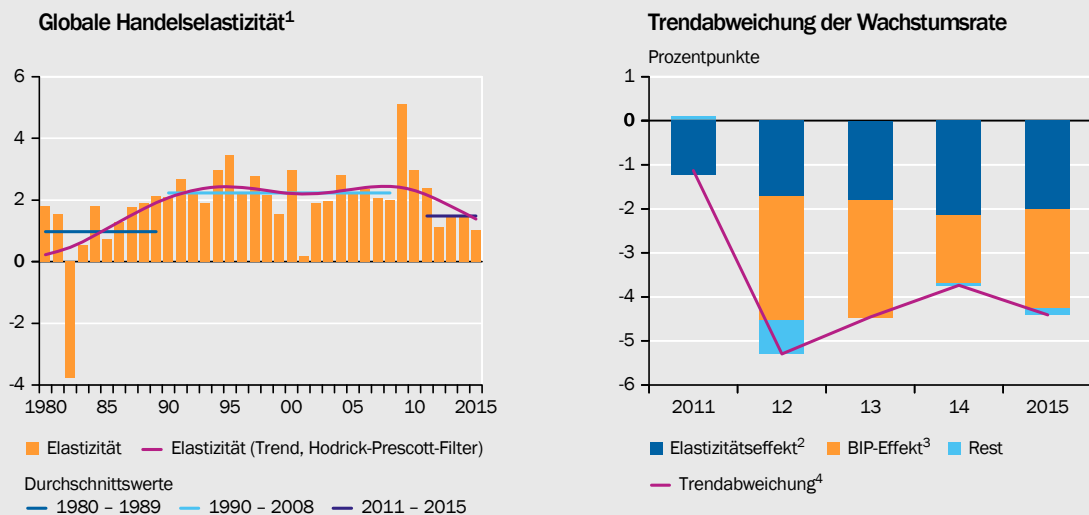 Globale Handelselastizität¹
6
4
2
0
-2
-4
1980 85 90 95 00 05 10 2015
Elastizität Elastizität (Trend, Hodrick-Prescott-Filter)
Durchschnittswerte
1980 – 1989 1990 – 2008 2011 – 2015
Trendabweichung der Wachstumsrate
Prozentpunkte
1
0
-1
-2
-3
-4
-5
-6
2011 12 13 14 2015
Elastizitätseffekt² BIP-Effekt³ Rest
Trendabweichung⁴